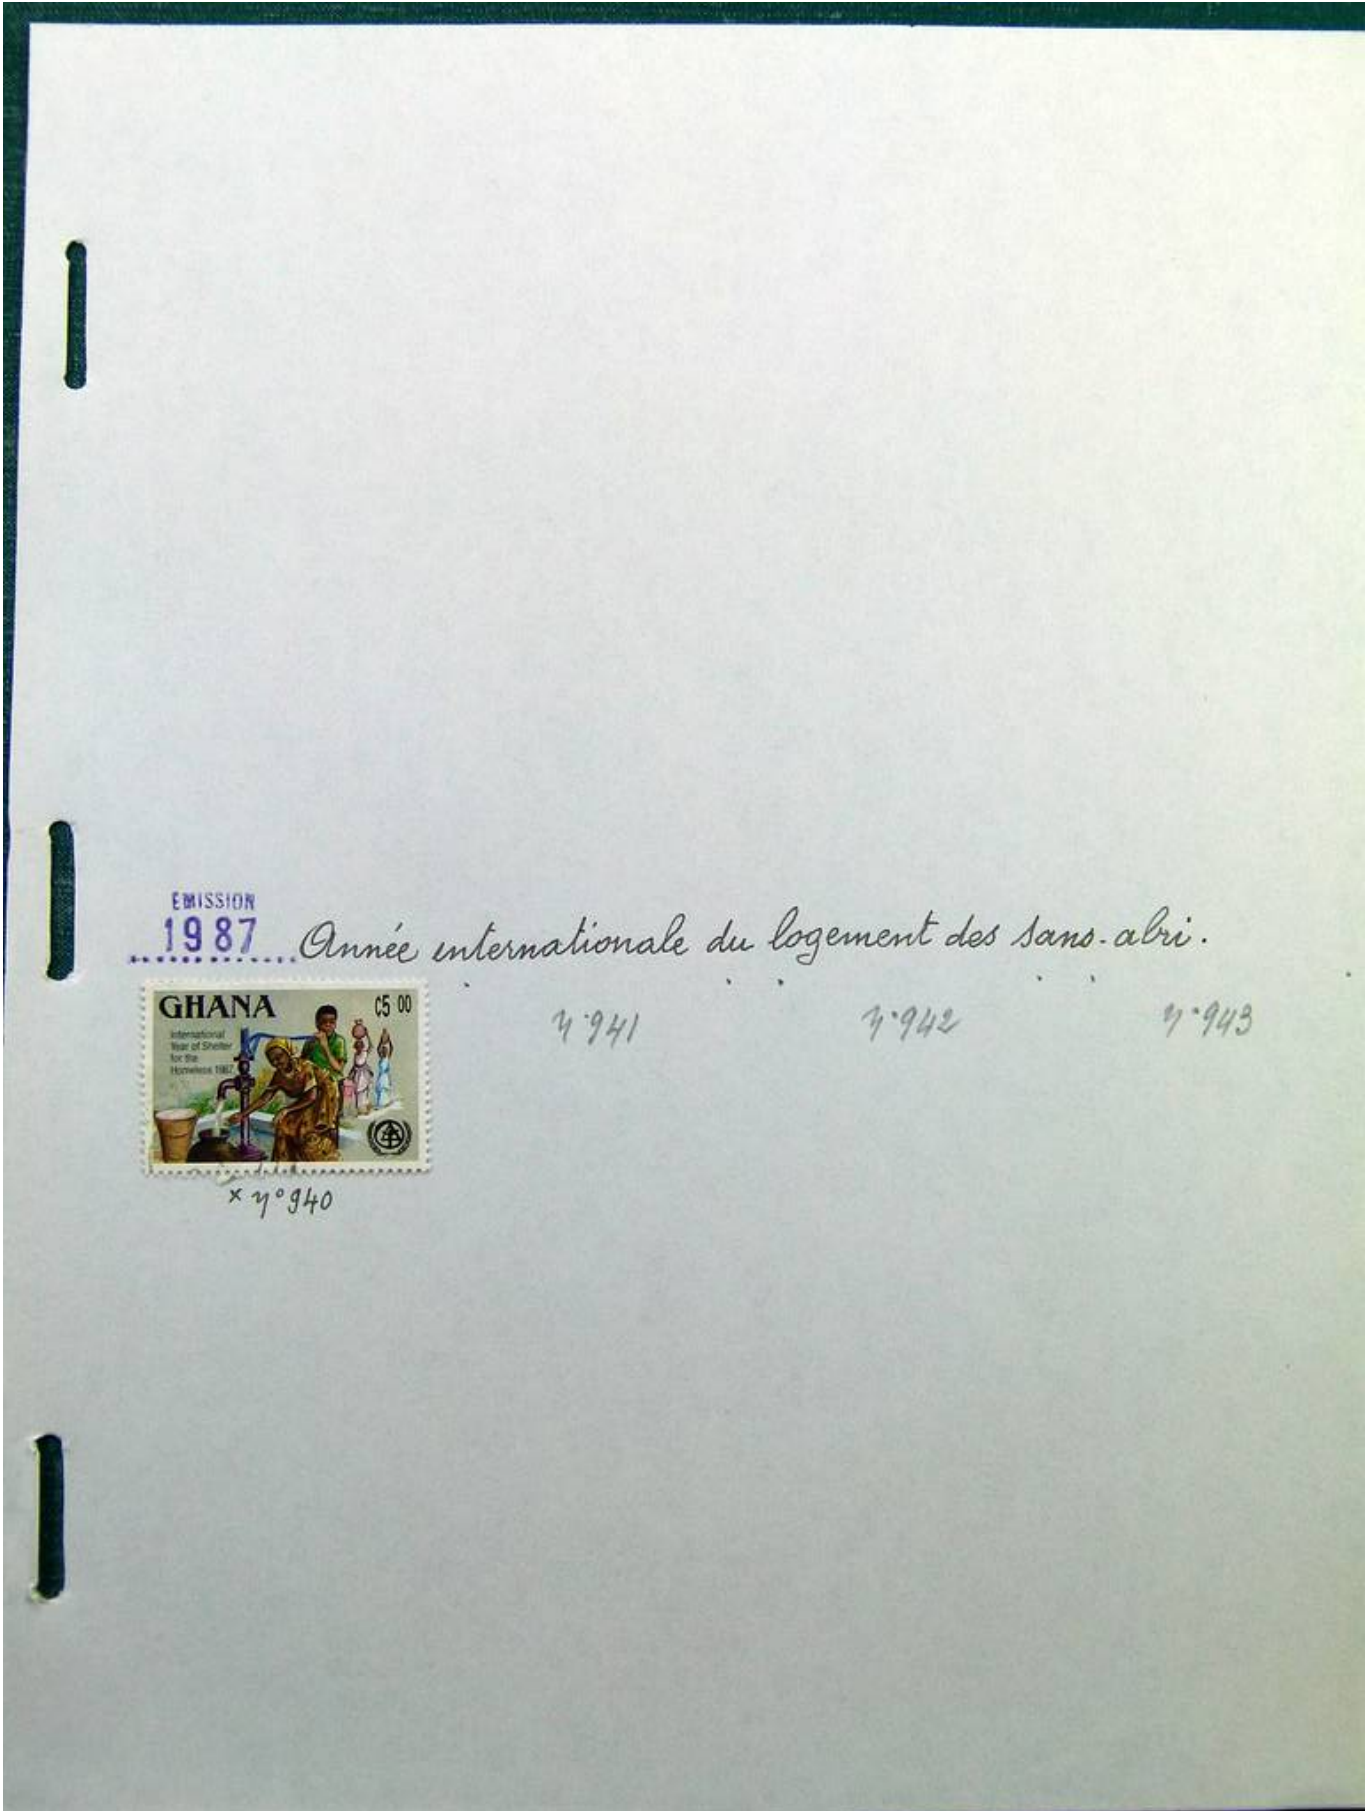 EMISSION
1987 Année internationale du logement des sans-abri.
GHANA C5 00
International
Year of Shelter
for the
Homeless 1987
n°941 n°942 n°943
x n°940